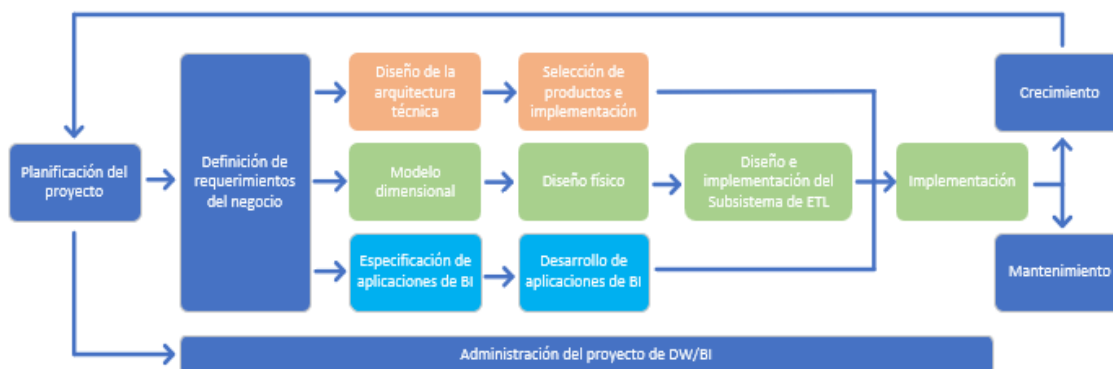 Planificación del
proyecto
Definición de
requerimientos
del negocio
Diseño de la
arquitectura
técnica
Selección de
productos e
implementación
Modelo
dimensional
Diseño físico
Diseño e
implementación del
Subsistema de ETL
Especificación de
aplicaciones de BI
Desarrollo de
aplicaciones de BI
Implementación
Crecimiento
Mantenimiento
Administración del proyecto de DW/BI